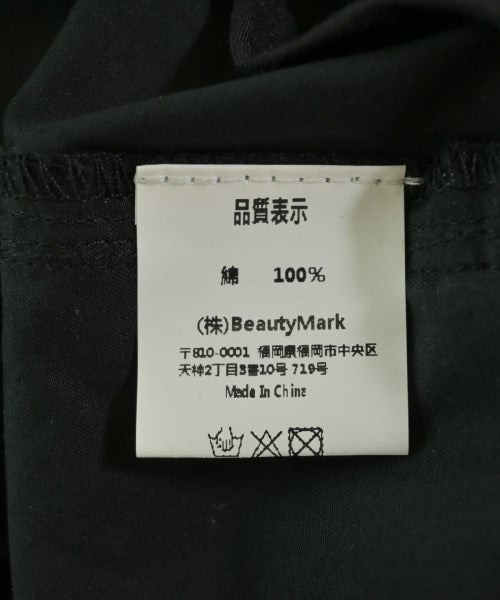 品質表示
綿 100%
(株)BeautyMark
〒810-0001 福岡県福岡市中央区
天神2丁目3番10号 719号
Made In China